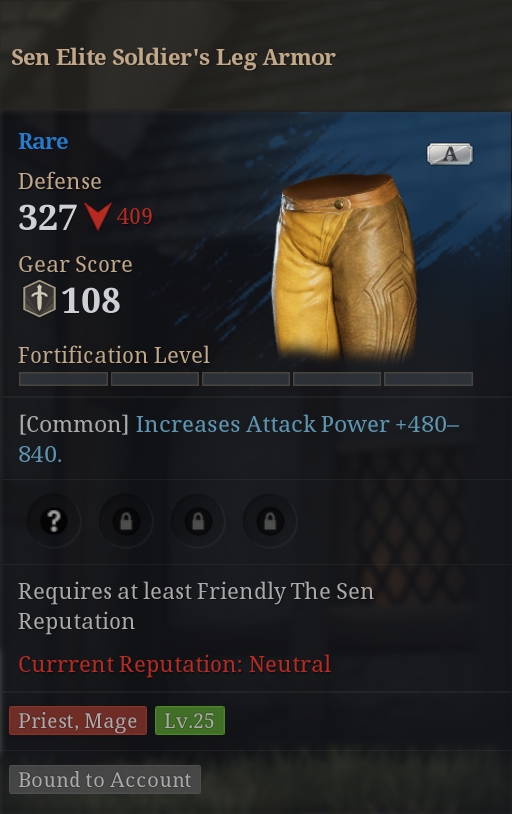 Sen Elite Soldier's Leg Armor
Rare
A
Defense
327 409
Gear Score
108
Fortification Level
[Common] Increases Attack Power +480–
840.
?
Requires at least Friendly The Sen
Reputation
Currrent Reputation: Neutral
Priest, Mage Lv.25
Bound to Account